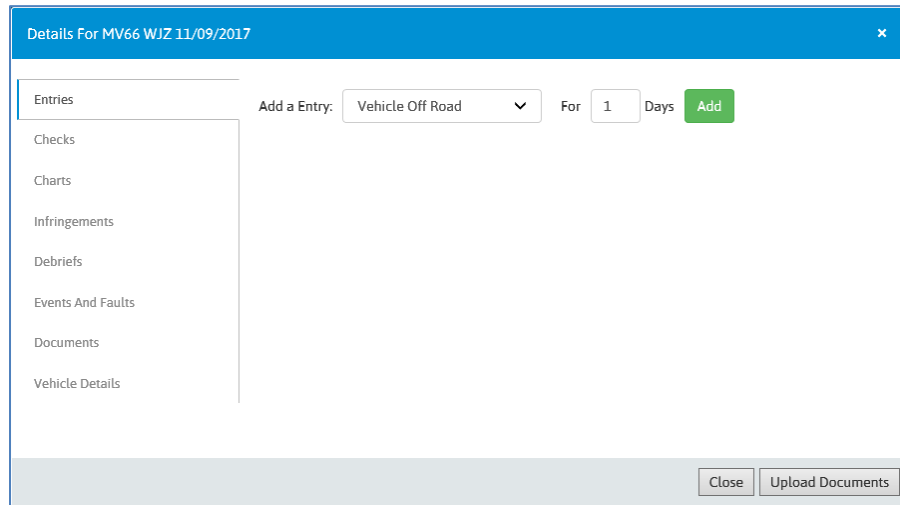 Details For MV66 WJZ 11/09/2017 ×
Entries
Add a Entry: Vehicle Off Road For 1 Days Add
Checks
Charts
Infringements
Debriefs
Events And Faults
Documents
Vehicle Details
Close Upload Documents